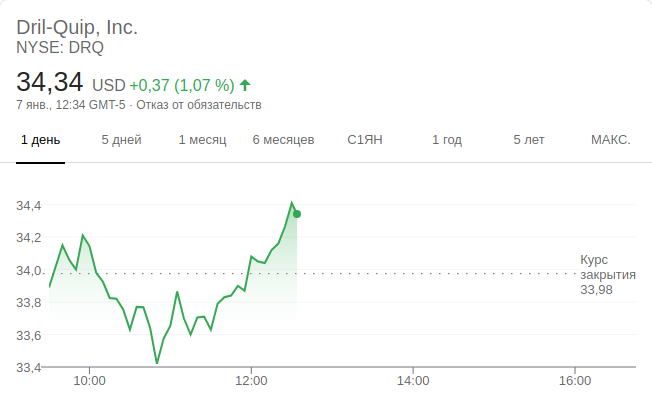 Dril-Quip, Inc.
NYSE: DRQ
34,34 USD +0,37 (1,07 %)
7 янв., 12:34 GMT-5 · Отказ от обязательств
1 день 5 дней 1 месяц 6 месяцев С1ЯН 1 год 5 лет МАКС.
34,4
34,2
34,0
33,8
33,6
33,4
Курс
закрытия
33,98
10:00 12:00 14:00 16:00